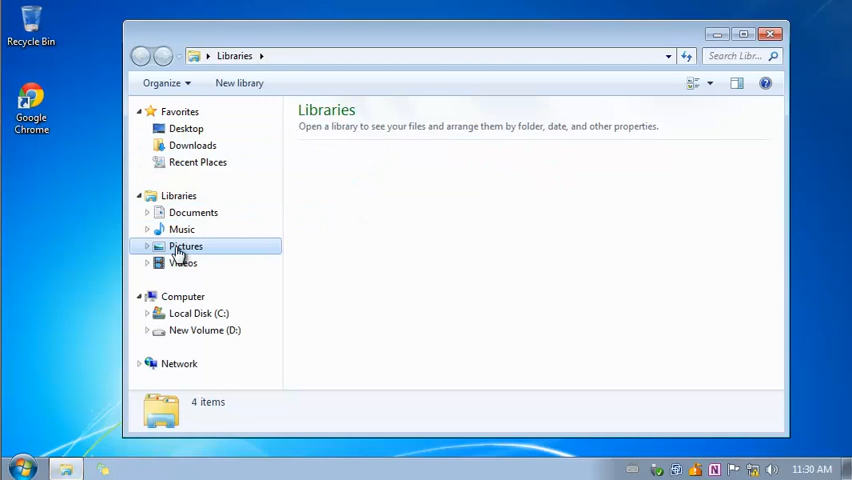 Recycle Bin
Google
Chrome
Libraries
Search Libr...
Organize
New library
Favorites
Desktop
Downloads
Recent Places
Libraries
Documents
Music
Pictures
Videos
Computer
Local Disk (C:)
New Volume (D:)
Network
Libraries
Open a library to see your files and arrange them by folder, date, and other properties.
4 items
N
11:30 AM